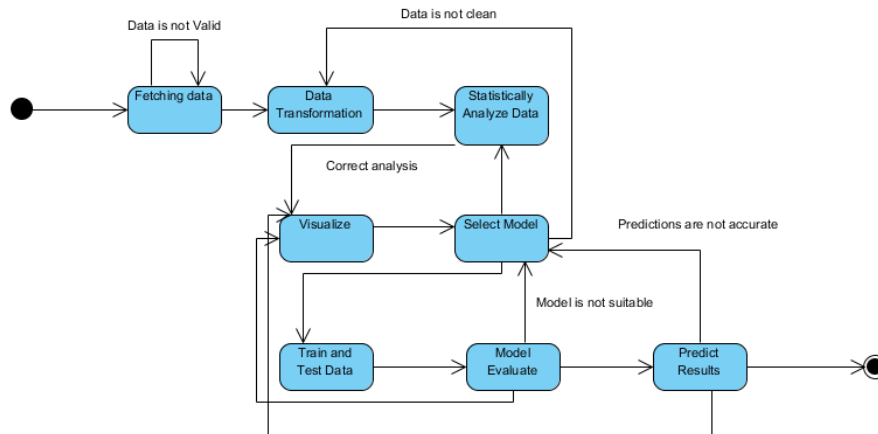 Data is not clean
Data is not Valid
Fetching data
Data
Transformation
Statistically
Analyze Data
Correct analysis
Visualize
Select Model
Predictions are not accurate
Model is not suitable
Train and
Test Data
Model
Evaluate
Predict
Results